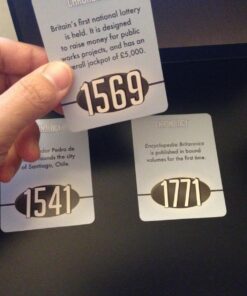 Britain's first national lottery
is held. It is designed
to raise money for public
works projects, and has an
overall jackpot of £5,000.
1569
Pedro de
the city
of Santiago, Chile.
1541
Encyclopædia Britannica
is published in bound
volumes for the first time.
1771